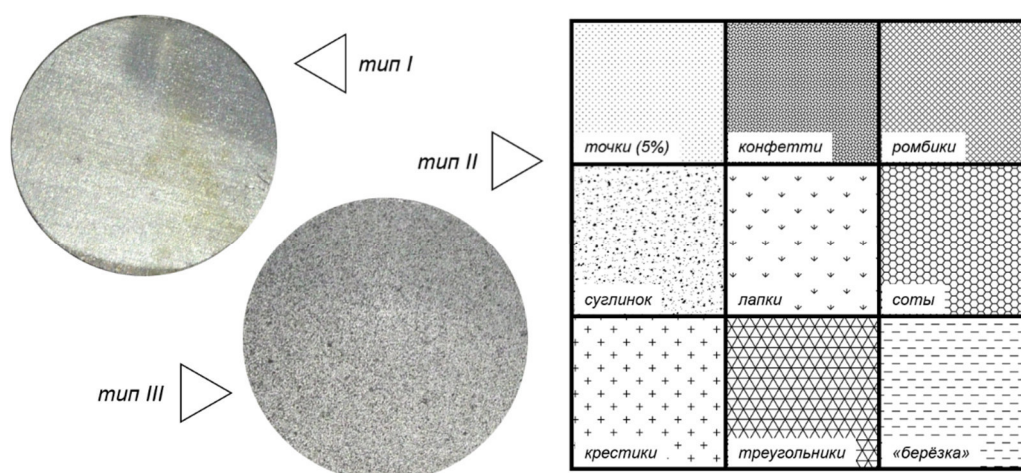 тип I
тип II
тип III
точки (5%)
конфетти
ромбики
суглинок
лапки
соты
крестики
треугольники
«берёзка»